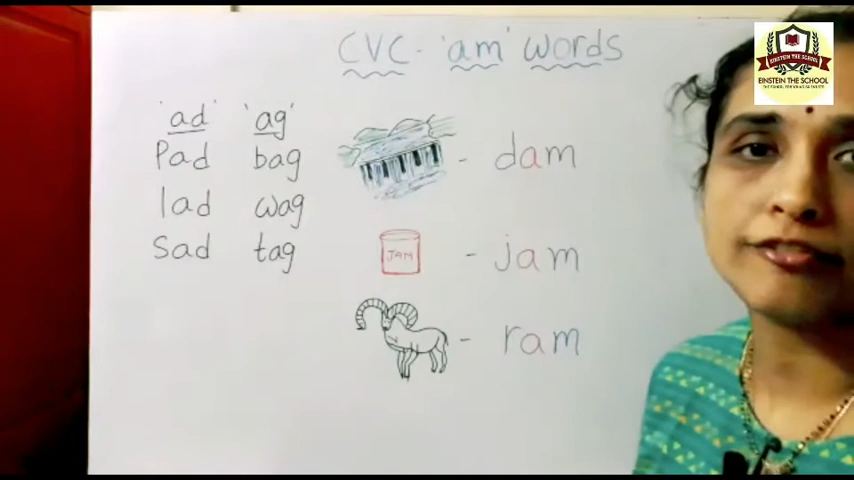 CVC - 'am' words
'ad' 'ag'
Pad bag
lad wag
sad tag
- dam
JAM - jam
- ram
EINSTEIN THE SCHOOL
EINSTEIN THE SCHOOL